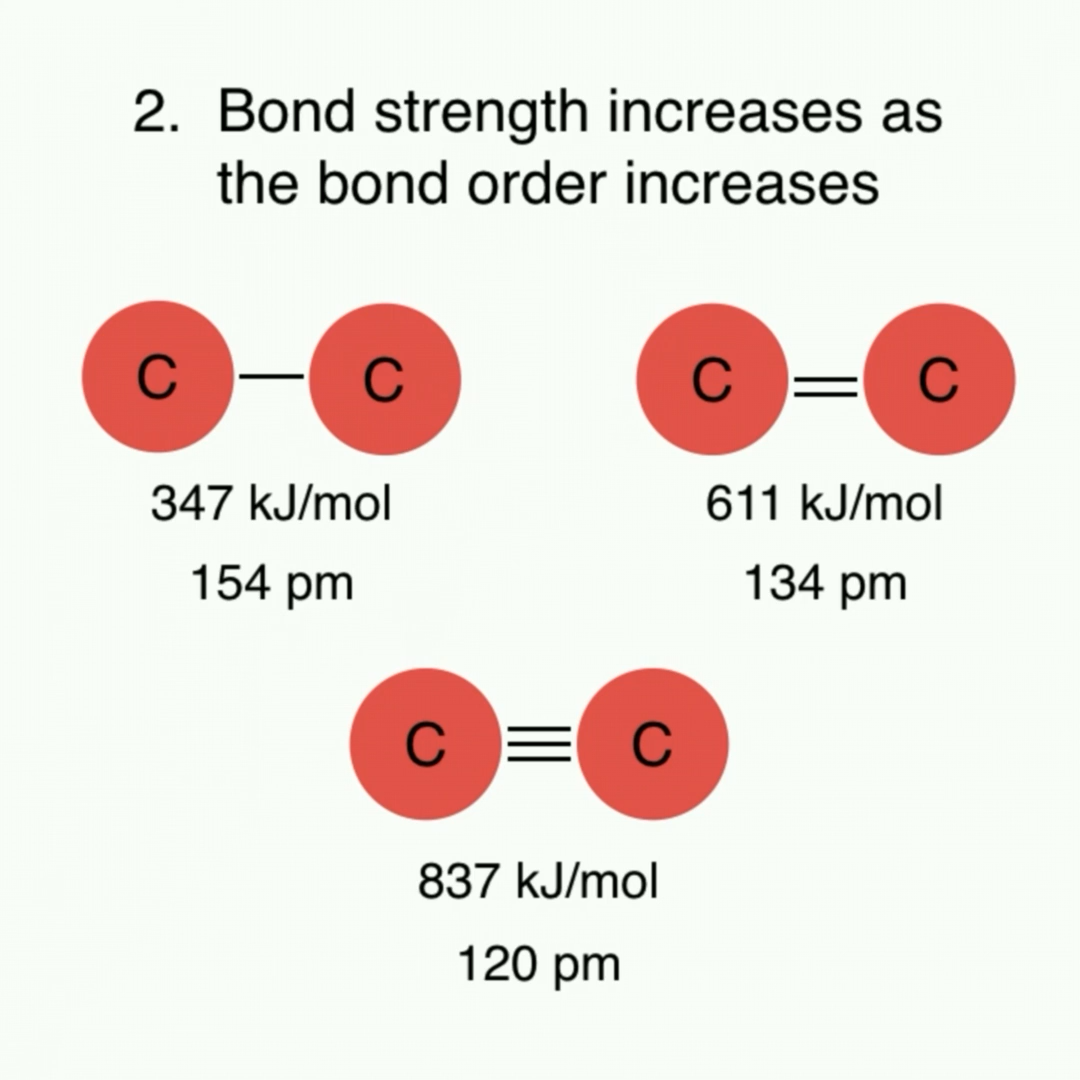 2. Bond strength increases as
the bond order increases
C C
C C
347 kJ/mol
611 kJ/mol
154 pm
134 pm
C C
837 kJ/mol
120 pm